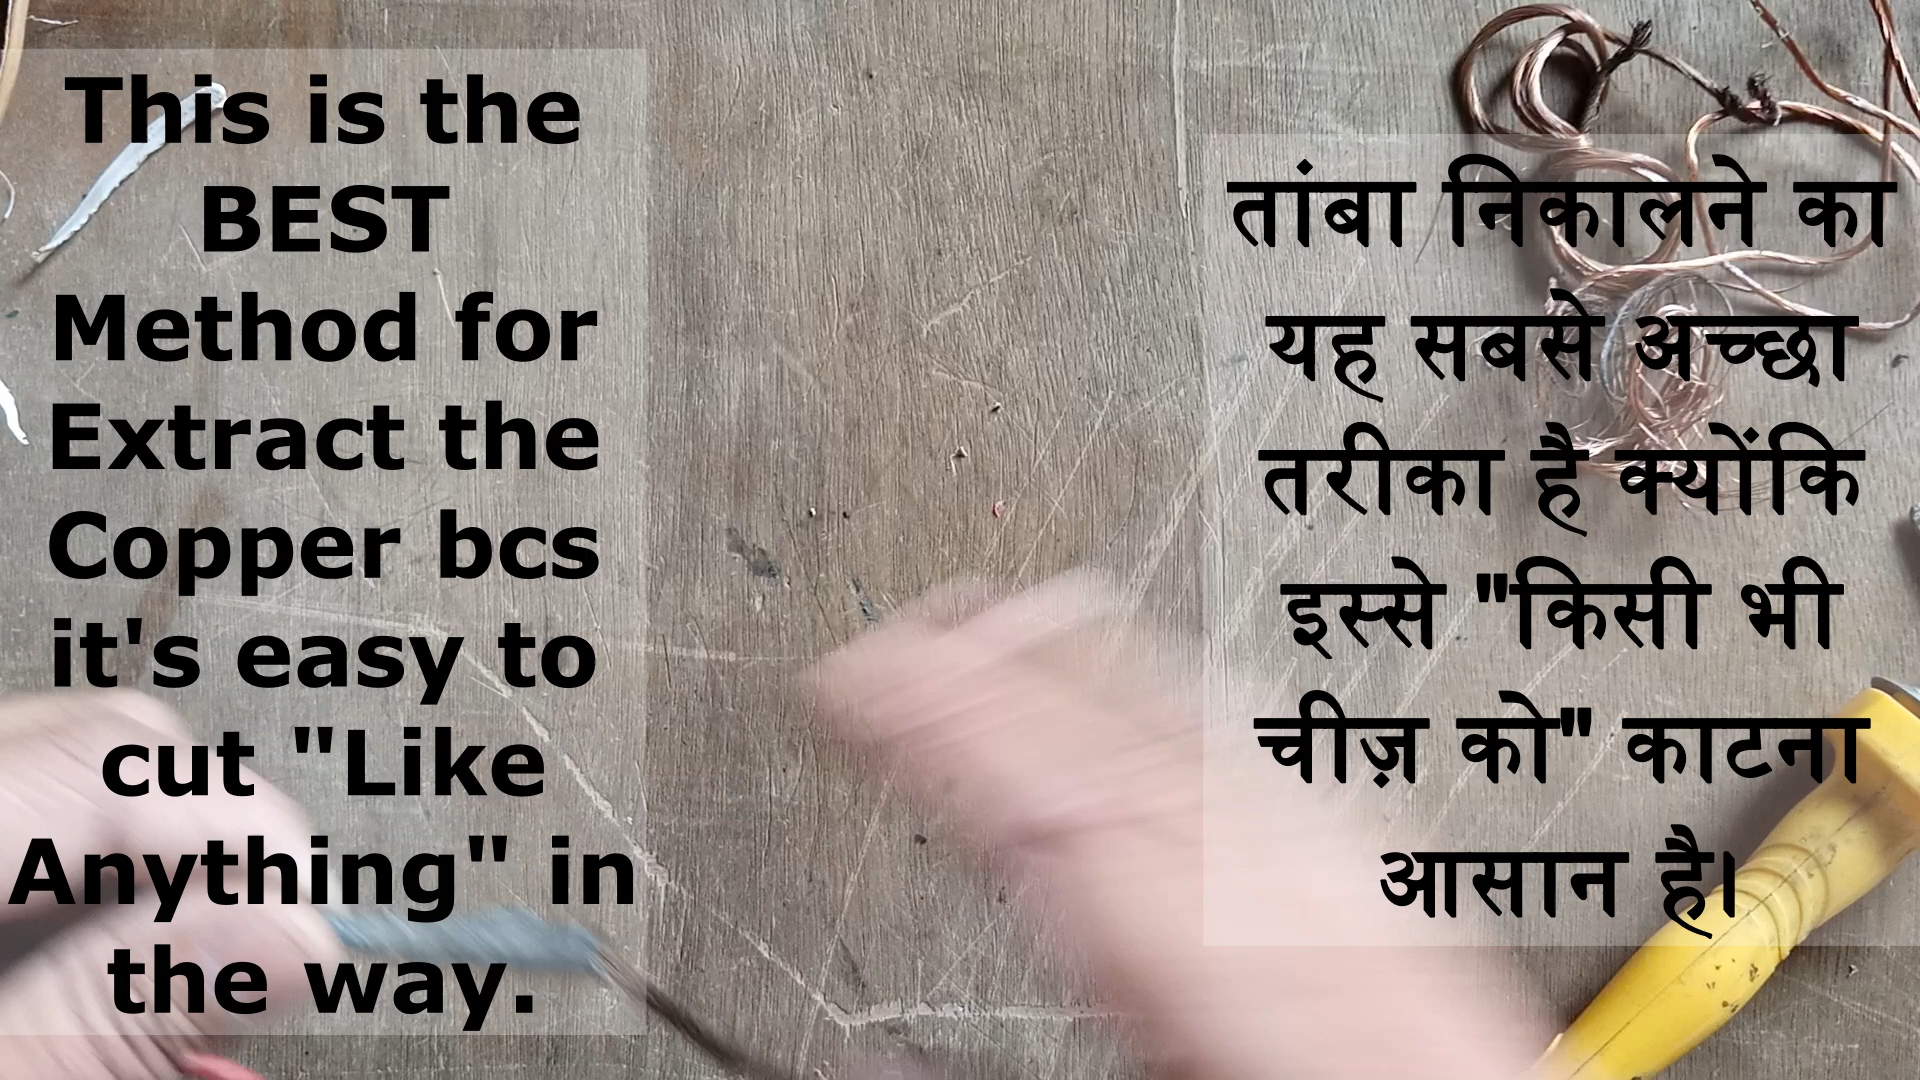 This is the
BEST
Method for
Extract the
Copper bcs
it's easy to
cut "Like
Anything" in
the way.
तांबा निकालने का
यह सबसे अच्छा
तरीका है क्योंकि
इस्से "किसी भी
चीज़ को" काटना
आसान है।